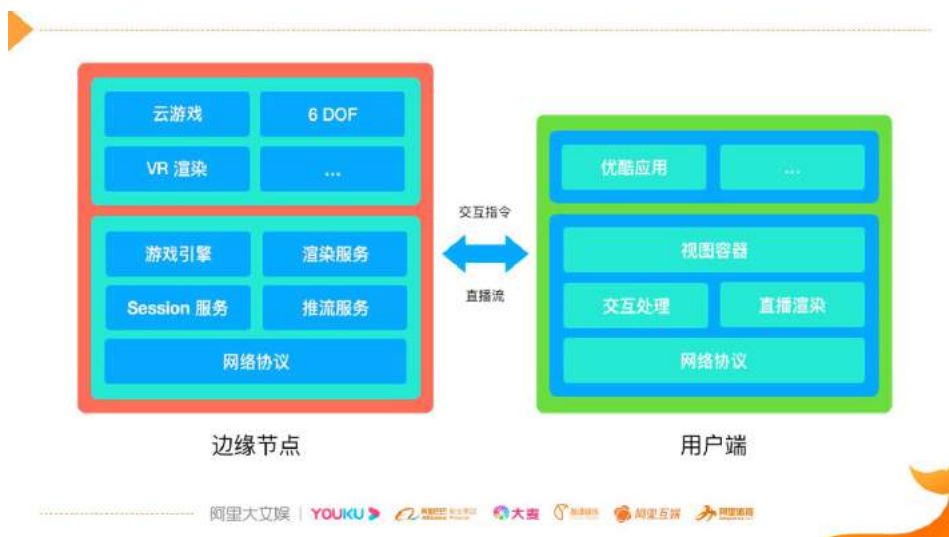 云游戏
6 DOF
VR 渲染
...
游戏引擎
渲染服务
Session 服务
推流服务
网络协议
边缘节点
交互指令
直播流
优酷应用
...
视图容器
交互处理
直播渲染
网络协议
用户端
阿里大文娱 | YOUKU
大麦
阿里互娱